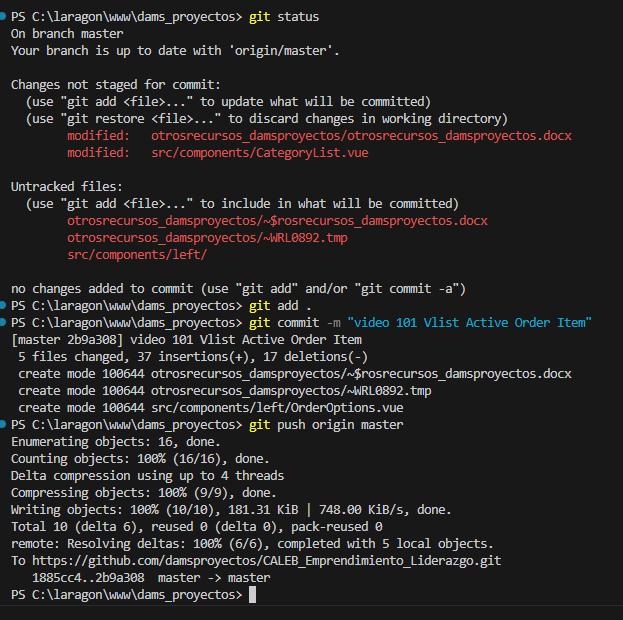 PS C:\laragon\www\dams_proyectos> git status
On branch master
Your branch is up to date with 'origin/master'.
Changes not staged for commit:
(use "git add <file>..." to update what will be committed)
(use "git restore <file>..." to discard changes in working directory)
modified: otrosrecursos_damsproyectos/otrosrecursos_damsproyectos.docx
modified: src/components/CategoryList.vue
Untracked files:
(use "git add <file>..." to include in what will be committed)
otrosrecursos_damsproyectos/~$rosrecursos_damsproyectos.docx
otrosrecursos_damsproyectos/~WRL0892.tmp
src/components/left/
no changes added to commit (use "git add" and/or "git commit -a")
PS C:\laragon\www\dams_proyectos> git add .
PS C:\laragon\www\dams_proyectos> git commit -m "video 101 Vlist Active Order Item"
[master 2b9a308] video 101 Vlist Active Order Item
5 files changed, 37 insertions(+), 17 deletions(-)
create mode 100644 otrosrecursos_damsproyectos/~$rosrecursos_damsproyectos.docx
create mode 100644 otrosrecursos_damsproyectos/~WRL0892.tmp
create mode 100644 src/components/left/OrderOptions.vue
PS C:\laragon\www\dams_proyectos> git push origin master
Enumerating objects: 16, done.
Counting objects: 100% (16/16), done.
Delta compression using up to 4 threads
Compressing objects: 100% (9/9), done.
Writing objects: 100% (10/10), 181.31 KiB | 748.00 KiB/s, done.
Total 10 (delta 6), reused 0 (delta 0), pack-reused 0
remote: Resolving deltas: 100% (6/6), completed with 5 local objects.
To https://github.com/damsproyectos/CALEB_Emprendimiento_Liderazgo.git
1885cc4..2b9a308 master -> master
PS C:\laragon\www\dams_proyectos>